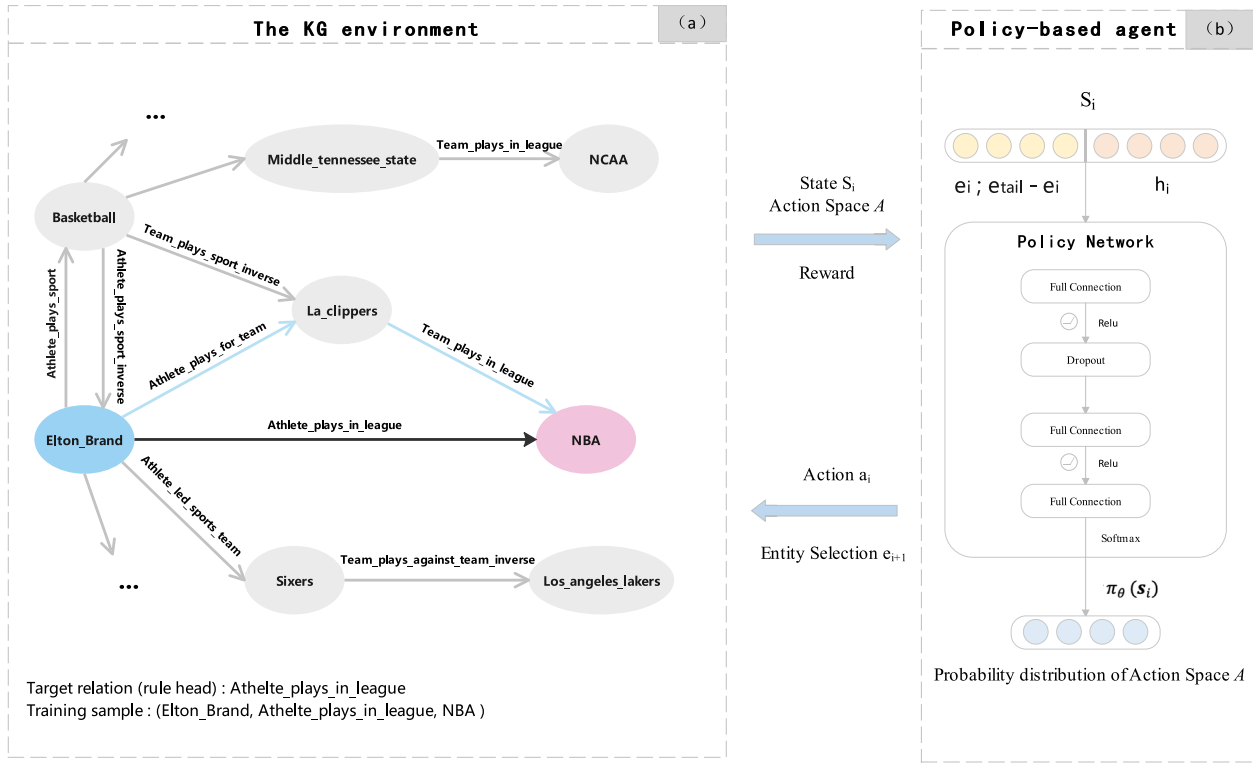 The KG environment
(a)
...
Middle_tennessee_state
Team_plays_in_league
NCAA
Basketball
Team_plays_sport_inverse
Athlete_plays_sport
Athlete_plays_sport_inverse
La_clippers
Athlete_plays_for_team
Team_plays_in_league
Elton_Brand
Athlete_plays_in_league
NBA
Athlete_led_sports_team
...
Sixers
Team_plays_against_team_inverse
Los_angeles_lakers
Target relation (rule head) : Athelte_plays_in_league
Training sample : (Elton_Brand, Athelte_plays_in_league, NBA )
State Si
Action Space A
Reward
Action ai
Entity Selection ei+1
Policy-based agent
(b)
Si
ei ; etail - ei
hi
Policy Network
Full Connection
Relu
Dropout
Full Connection
Relu
Full Connection
Softmax
πθ (si)
Probability distribution of Action Space A